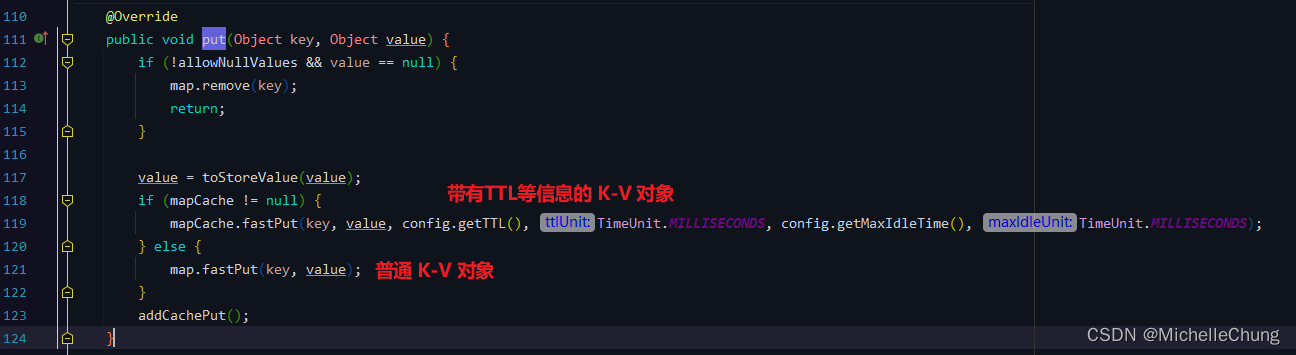 110 @Override
111 public void put(Object key, Object value) {
112 if (!allowNullValues && value == null) {
113 map.remove(key);
114 return;
115 }
116
117 value = toStoreValue(value);
带有TTL等信息的 K-V 对象
118 if (mapCache != null) {
119 mapCache.fastPut(key, value, config.getTTL(), ttlUnit: TimeUnit.MILLISECONDS, config.getMaxIdleTime(), maxIdleUnit: TimeUnit.MILLISECONDS);
120 } else {
121 map.fastPut(key, value); 普通 K-V 对象
122 }
123 addCachePut();
124 }
CSDN @MichelleChung